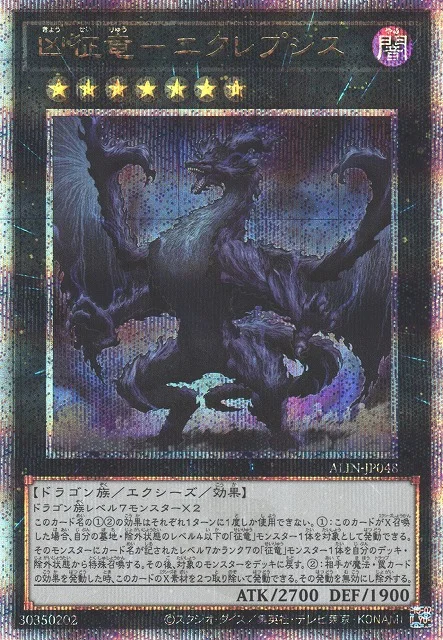 凶征竜－エクレプシス
闇
ALIN-JP048
【ドラゴン族／エクシーズ／効果】
ドラゴン族レベル7モンスター×2
このカード名の①②の効果はそれぞれ1ターンに1度しか使用できない。①：このカードがX召喚
した場合、自分の墓地・除外状態のレベル4以下の「征竜」モンスター1体を対象として発動できる。
そのモンスターにカード名が記されたレベル7かランク7の「征竜」モンスター1体を自分のデッキ・
除外状態から特殊召喚する。その後、対象のモンスターをデッキに戻す。②：相手が魔法・罠カード
の効果を発動した時、このカードのX素材を2つ取り除いて発動できる。その効果を無効にし除外する。
ATK/2700 DEF/1900
30350202
©スタジオ・ダイス／集英社・テレビ東京・KONAMI